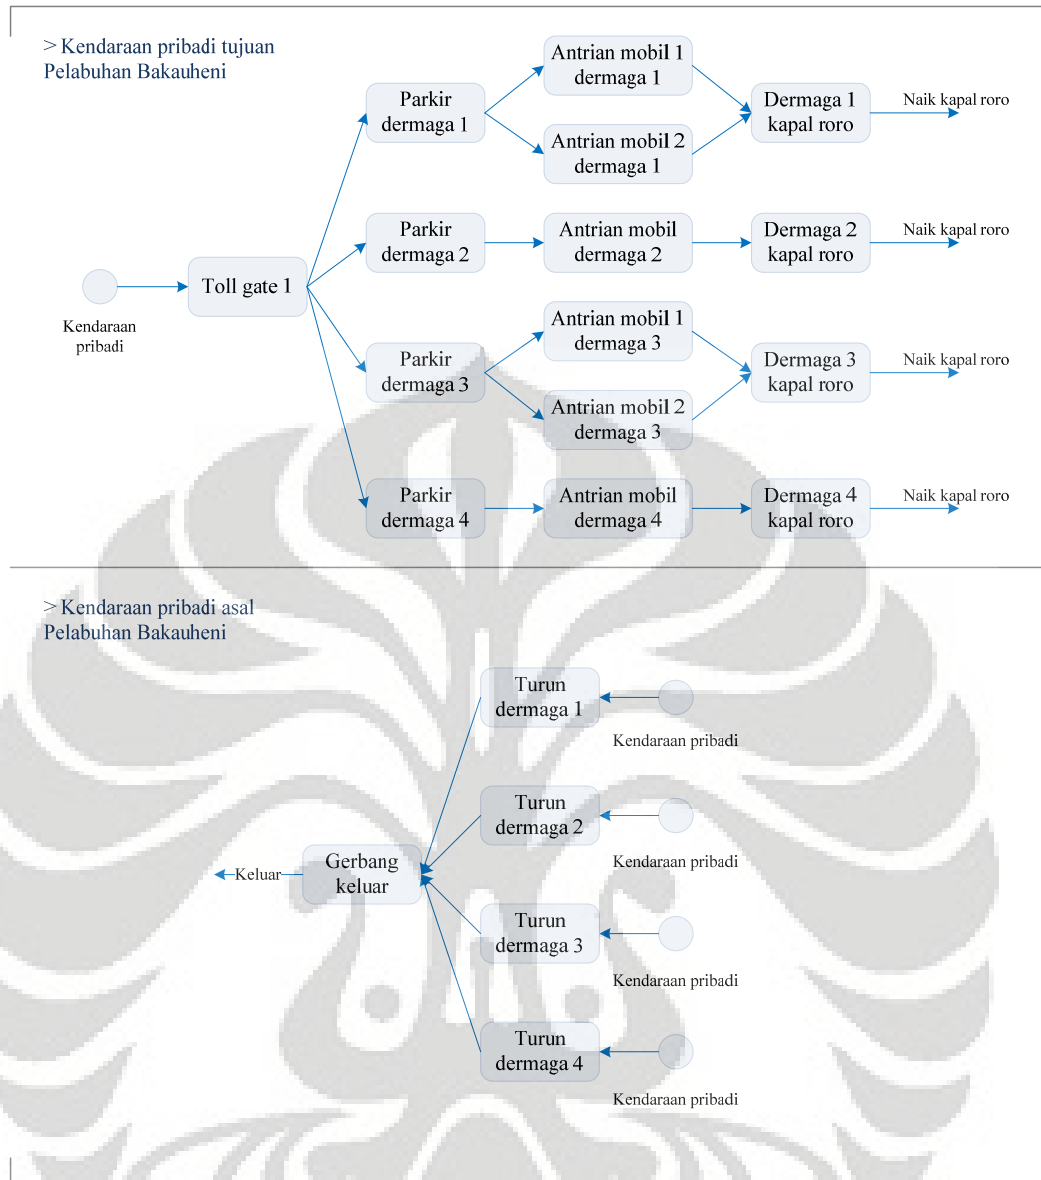 > Kendaraan pribadi tujuan
Pelabuhan Bakauheni
Kendaraan
pribadi
Toll gate 1
Parkir
dermaga 1
Antrian mobil 1
dermaga 1
Antrian mobil 2
dermaga 1
Dermaga 1
kapal roro
Naik kapal roro
Parkir
dermaga 2
Antrian mobil
dermaga 2
Dermaga 2
kapal roro
Naik kapal roro
Parkir
dermaga 3
Antrian mobil 1
dermaga 3
Antrian mobil 2
dermaga 3
Dermaga 3
kapal roro
Naik kapal roro
Parkir
dermaga 4
Antrian mobil
dermaga 4
Dermaga 4
kapal roro
Naik kapal roro
> Kendaraan pribadi asal
Pelabuhan Bakauheni
Turun
dermaga 1
Kendaraan pribadi
Turun
dermaga 2
Kendaraan pribadi
Keluar
Gerbang
keluar
Turun
dermaga 3
Kendaraan pribadi
Turun
dermaga 4
Kendaraan pribadi